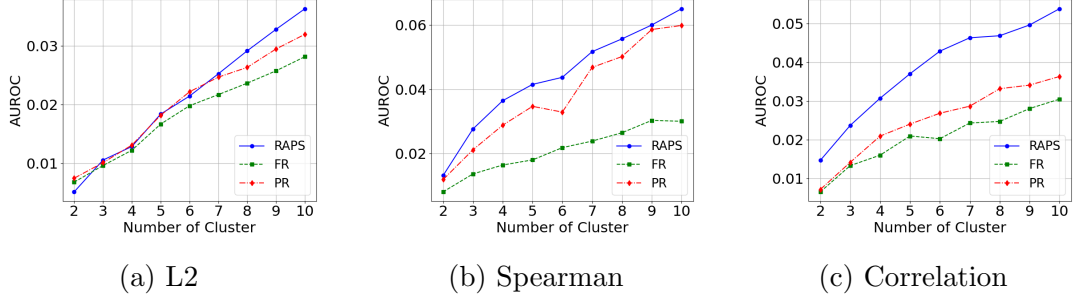 AUROC
0.03
0.02
0.01
RAPS
FR
PR
2 3 4 5 6 7 8 9 10
Number of Cluster
(a) L2
AUROC
0.06
0.04
0.02
RAPS
FR
PR
2 3 4 5 6 7 8 9 10
Number of Cluster
(b) Spearman
AUROC
0.05
0.04
0.03
0.02
0.01
RAPS
FR
PR
2 3 4 5 6 7 8 9 10
Number of Cluster
(c) Correlation